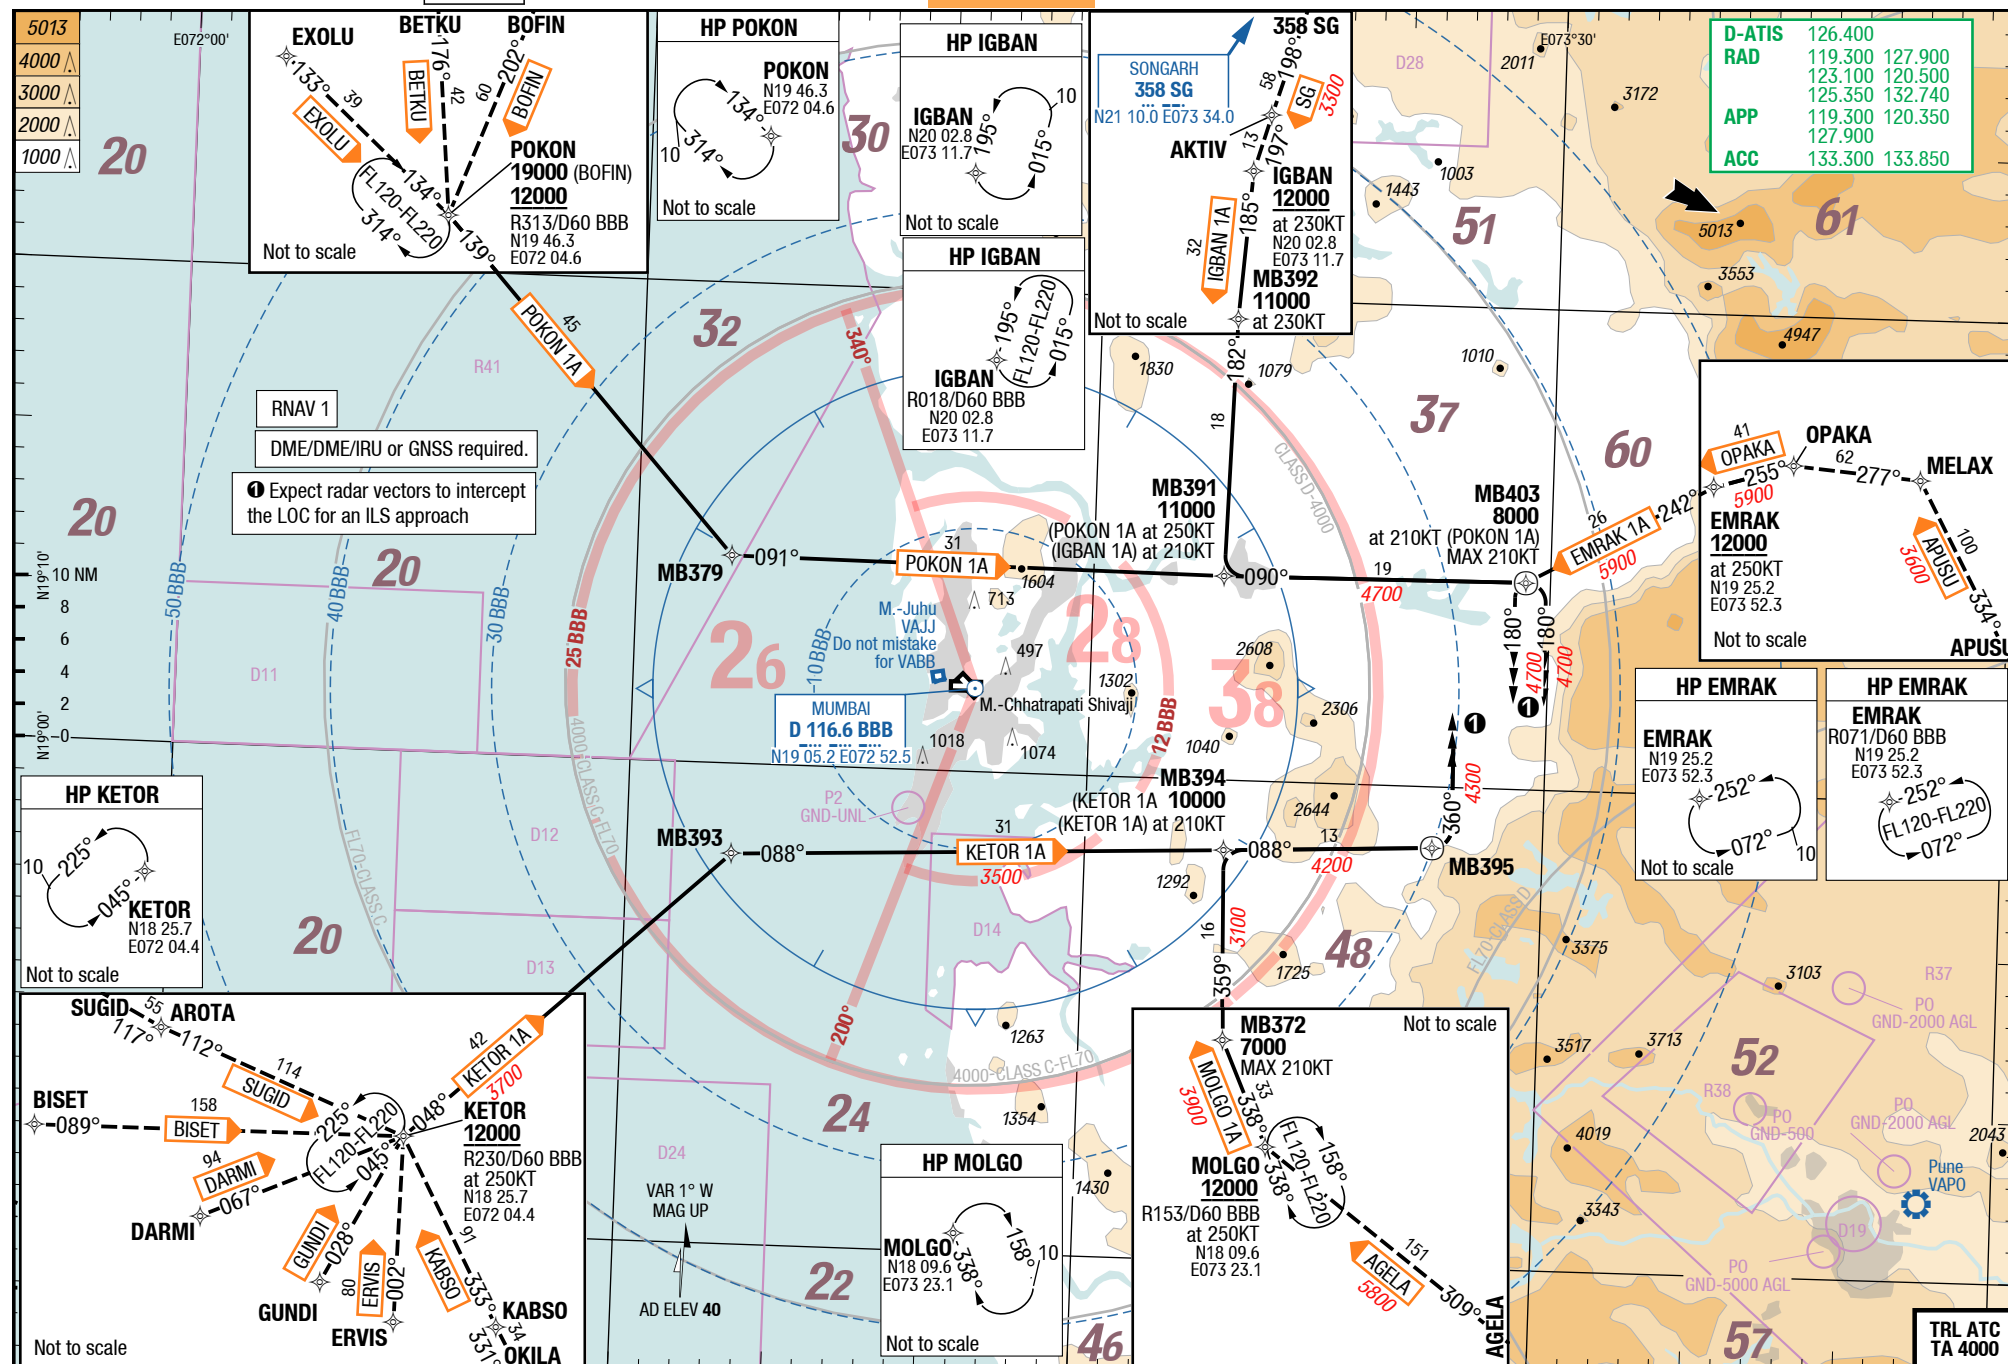 5013
4000
3000
2000
1000
E072°00'
20
EXOLU
BETKU
BOFIN
133°
39
EXOLU
176°
42
BETKU
60
202°
BOFIN
POKON
19000 (BOFIN)
12000
R313/D60 BBB
N19 46.3
E072 04.6
134°
FL120-FL220
314°
139°
Not to scale
HP POKON
POKON
N19 46.3
E072 04.6
134°
314°
10
Not to scale
30
HP IGBAN
IGBAN
N20 02.8
E073 11.7
195°
015°
10
Not to scale
HP IGBAN
195°
FL120-FL220
015°
IGBAN
R018/D60 BBB
N20 02.8
E073 11.7
SONGARH
358 SG
N21 10.0 E073 34.0
358 SG
198°
58
SG
3300
AKTIV
13
197°
IGBAN
12000
at 230KT
N20 02.8
E073 11.7
185°
32
IGBAN 1A
MB392
11000
at 230KT
Not to scale
D28
2011
E073°30'
3172
1003
1443
51
D-ATIS 126.400
RAD 119.300 127.900
123.100 120.500
125.350 132.740
APP 119.300 120.350
127.900
ACC 133.300 133.850
5013
61
3553
4947
45
POKON 1A
32
R41
340°
182°
1830
1079
18
1010
37
60
CLASS D-4000
RNAV 1
DME/DME/IRU or GNSS required.
1 Expect radar vectors to intercept
the LOC for an ILS approach
20
20
50 BBB
40 BBB
30 BBB
25 BBB
10 BBB
12 BBB
N19°10'
10 NM
8
6
4
2
0
N19°00'
MB379
091°
31
POKON 1A
1604
713
MB391
11000
(POKON 1A at 250KT
(IGBAN 1A) at 210KT
090°
19
4700
MB403
8000
at 210KT (POKON 1A)
MAX 210KT
180°
180°
4700
4700
1
1
26
EMRAK 1A
5900
242°
41
OPAKA
255°
5900
OPAKA
62
277°
MELAX
100
APUSU
3600
334°
APUSU
EMRAK
12000
at 250KT
N19 25.2
E073 52.3
Not to scale
HP EMRAK
EMRAK
N19 25.2
E073 52.3
252°
072°
10
Not to scale
HP EMRAK
EMRAK
R071/D60 BBB
N19 25.2
E073 52.3
252°
FL120-FL220
072°
D11
26
M.-Juhu
VAJJ
Do not mistake
for VABB
497
28
1302
38
2608
2306
1040
MUMBAI
D 116.6 BBB
N19 05.2 E072 52.5
M.-Chhatrapati Shivaji
1018
1074
4000-CLASS C-FL70
FL70-CLASS C
D12
P2
GND-UNL
MB393
088°
31
KETOR 1A
3500
MB394
(KETOR 1A 10000
(KETOR 1A) at 210KT
088°
2644
13
4200
MB395
360°
4300
1292
16
3100
359°
1725
48
FL70-CLASS D
3375
3103
R37
PO
GND-2000 AGL
HP KETOR
225°
045°
10
KETOR
N18 25.7
E072 04.4
Not to scale
20
D13
D14
200°
1263
4000-CLASS C-FL70
1354
24
SUGID
55
AROTA
117°
112°
114
SUGID
BISET
089°
158
BISET
94
DARMI
067°
DARMI
225°
FL120-FL220
045°
048°
42
KETOR 1A
3700
KETOR
12000
R230/D60 BBB
at 250KT
N18 25.7
E072 04.4
GUNDI
028°
GUNDI
80
ERVIS
002°
ERVIS
KABSO
91
333°
KABSO
34
331°
OKILA
Not to scale
D24
VAR 1° W
MAG UP
AD ELEV 40
22
HP MOLGO
MOLGO
N18 09.6
E073 23.1
338°
158°
10
Not to scale
1430
46
MB372
7000
MAX 210KT
Not to scale
33
MOLGO 1A
3900
338°
FL120-FL220
158°
338°
MOLGO
12000
R153/D60 BBB
at 250KT
N18 09.6
E073 23.1
151
AGELA
5800
309°
AGELA
3517
3713
52
R38
PO
GND-500
PO
GND-2000 AGL
4019
2043
3343
Pune
VAPO
D19
PO
GND-5000 AGL
57
TRL ATC
TA 4000